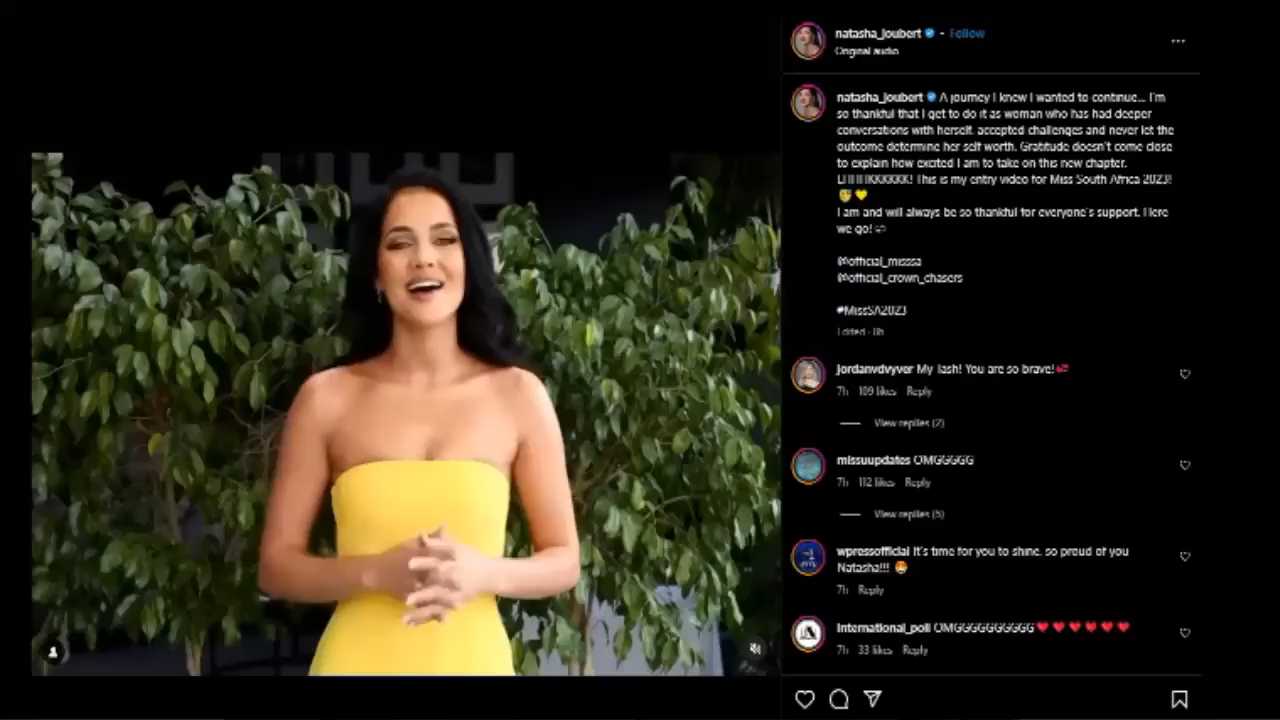 natasha_joubert • Follow
Original audio
natasha_joubert A journey I knew I wanted to continue... I'm
so thankful that I get to do it as woman who has had deeper
conversations with herself, accepted challenges and never let the
outcome determine her self worth. Gratitude doesn't come close
to explain how excited I am to take on this new chapter.
This is my entry video for Miss South Africa 2023!
I am and will always be so thankful for everyone's support. Here
we go!
@official_misssa
@official_crown_chasers
#MissSA2023
Edited · 8h
jordanvdvyver My Tash! You are so brave!
7h 109 likes Reply
View replies (2)
missuupdates OMGGGGG
7h 112 likes Reply
View replies (5)
wpressofficial It's time for you to shine, so proud of you
Natasha!!!
7h Reply
international_poll OMGGGGGGGGGG
7h 33 likes Reply